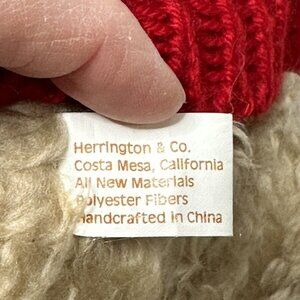 Herrington & Co.
Costa Mesa, California
All New Materials
Polyester Fibers
Handcrafted in China